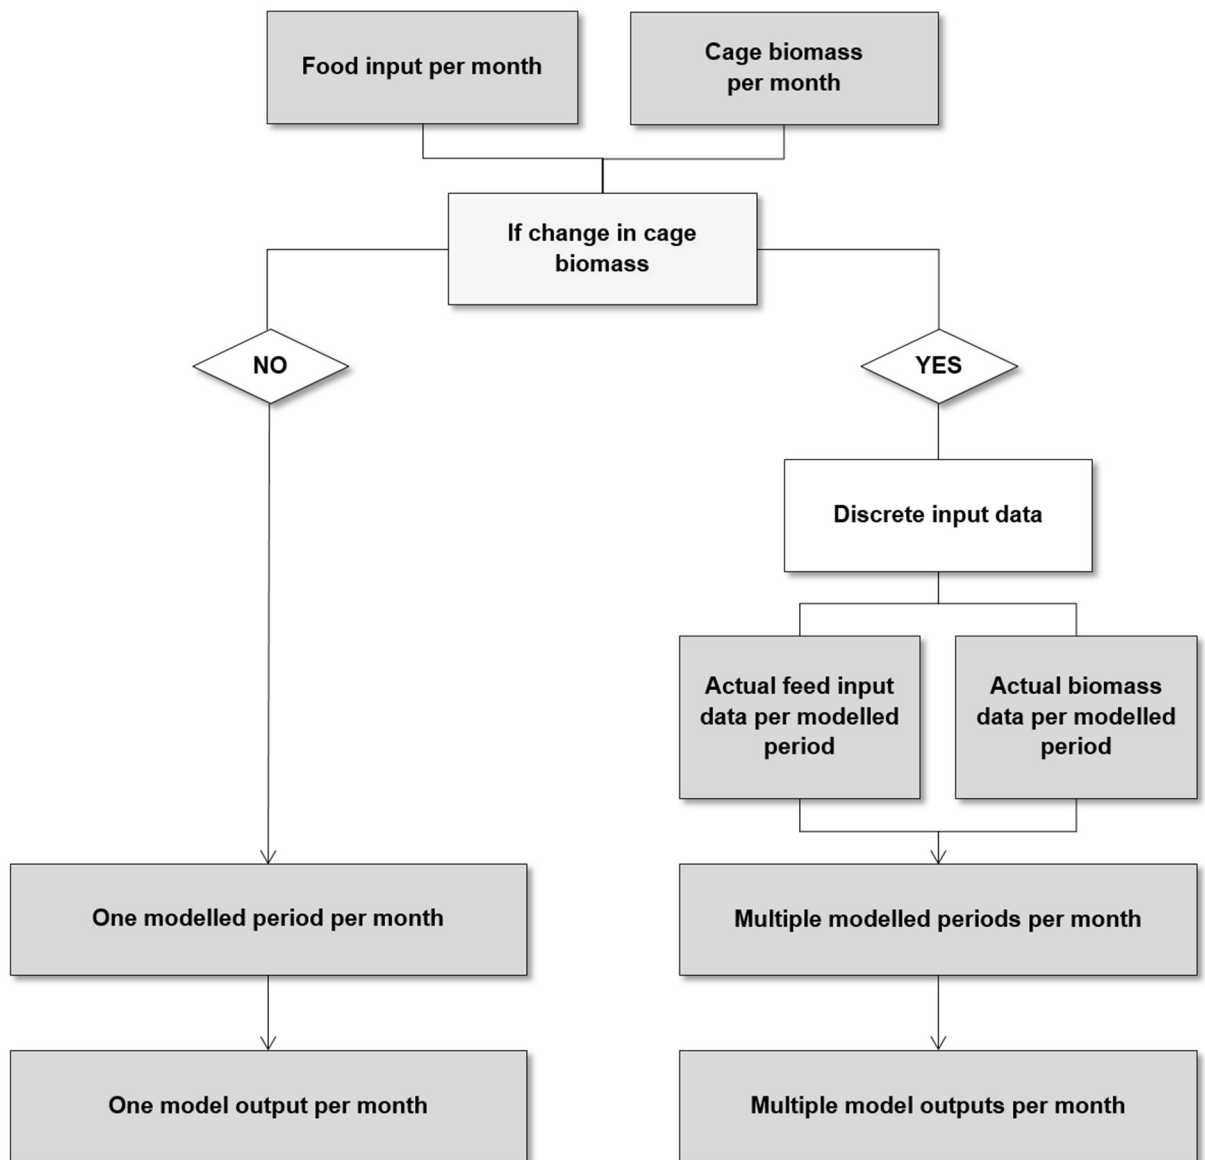 Food input per month
Cage biomass
per month
If change in cage
biomass
NO
YES
Discrete input data
Actual feed input
data per modelled
period
Actual biomass
data per modelled
period
One modelled period per month
Multiple modelled periods per month
One model output per month
Multiple model outputs per month